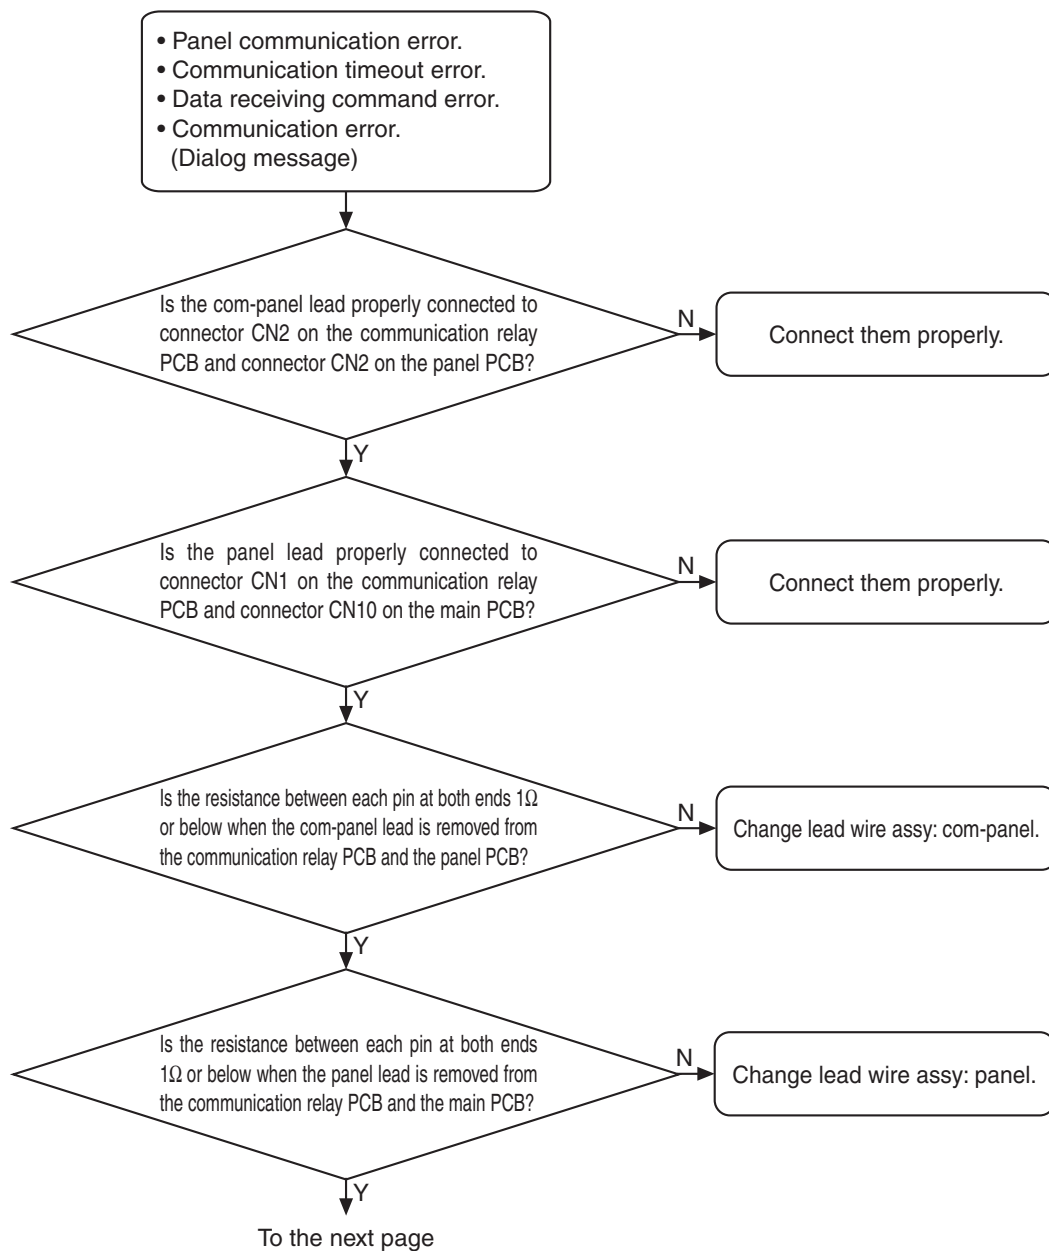 • Panel communication error.
• Communication timeout error.
• Data receiving command error.
• Communication error.
(Dialog message)
Is the com-panel lead properly connected to
connector CN2 on the communication relay
PCB and connector CN2 on the panel PCB?
N
Connect them properly.
Y
Is the panel lead properly connected to
connector CN1 on the communication relay
PCB and connector CN10 on the main PCB?
N
Connect them properly.
Y
Is the resistance between each pin at both ends 1Ω
or below when the com-panel lead is removed from
the communication relay PCB and the panel PCB?
N
Change lead wire assy: com-panel.
Y
Is the resistance between each pin at both ends
1Ω or below when the panel lead is removed from
the communication relay PCB and the main PCB?
N
Change lead wire assy: panel.
Y
To the next page